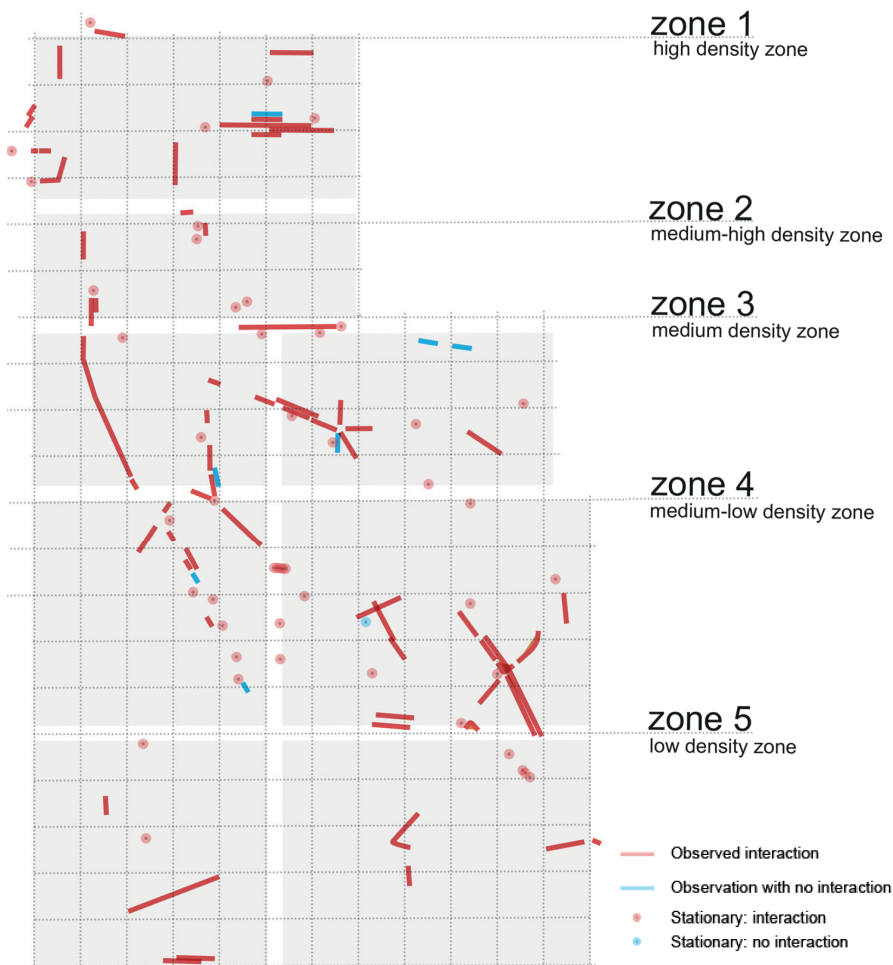 zone 1
high density zone
zone 2
medium-high density zone
zone 3
medium density zone
zone 4
medium-low density zone
zone 5
low density zone
Observed interaction
Observation with no interaction
Stationary: interaction
Stationary: no interaction